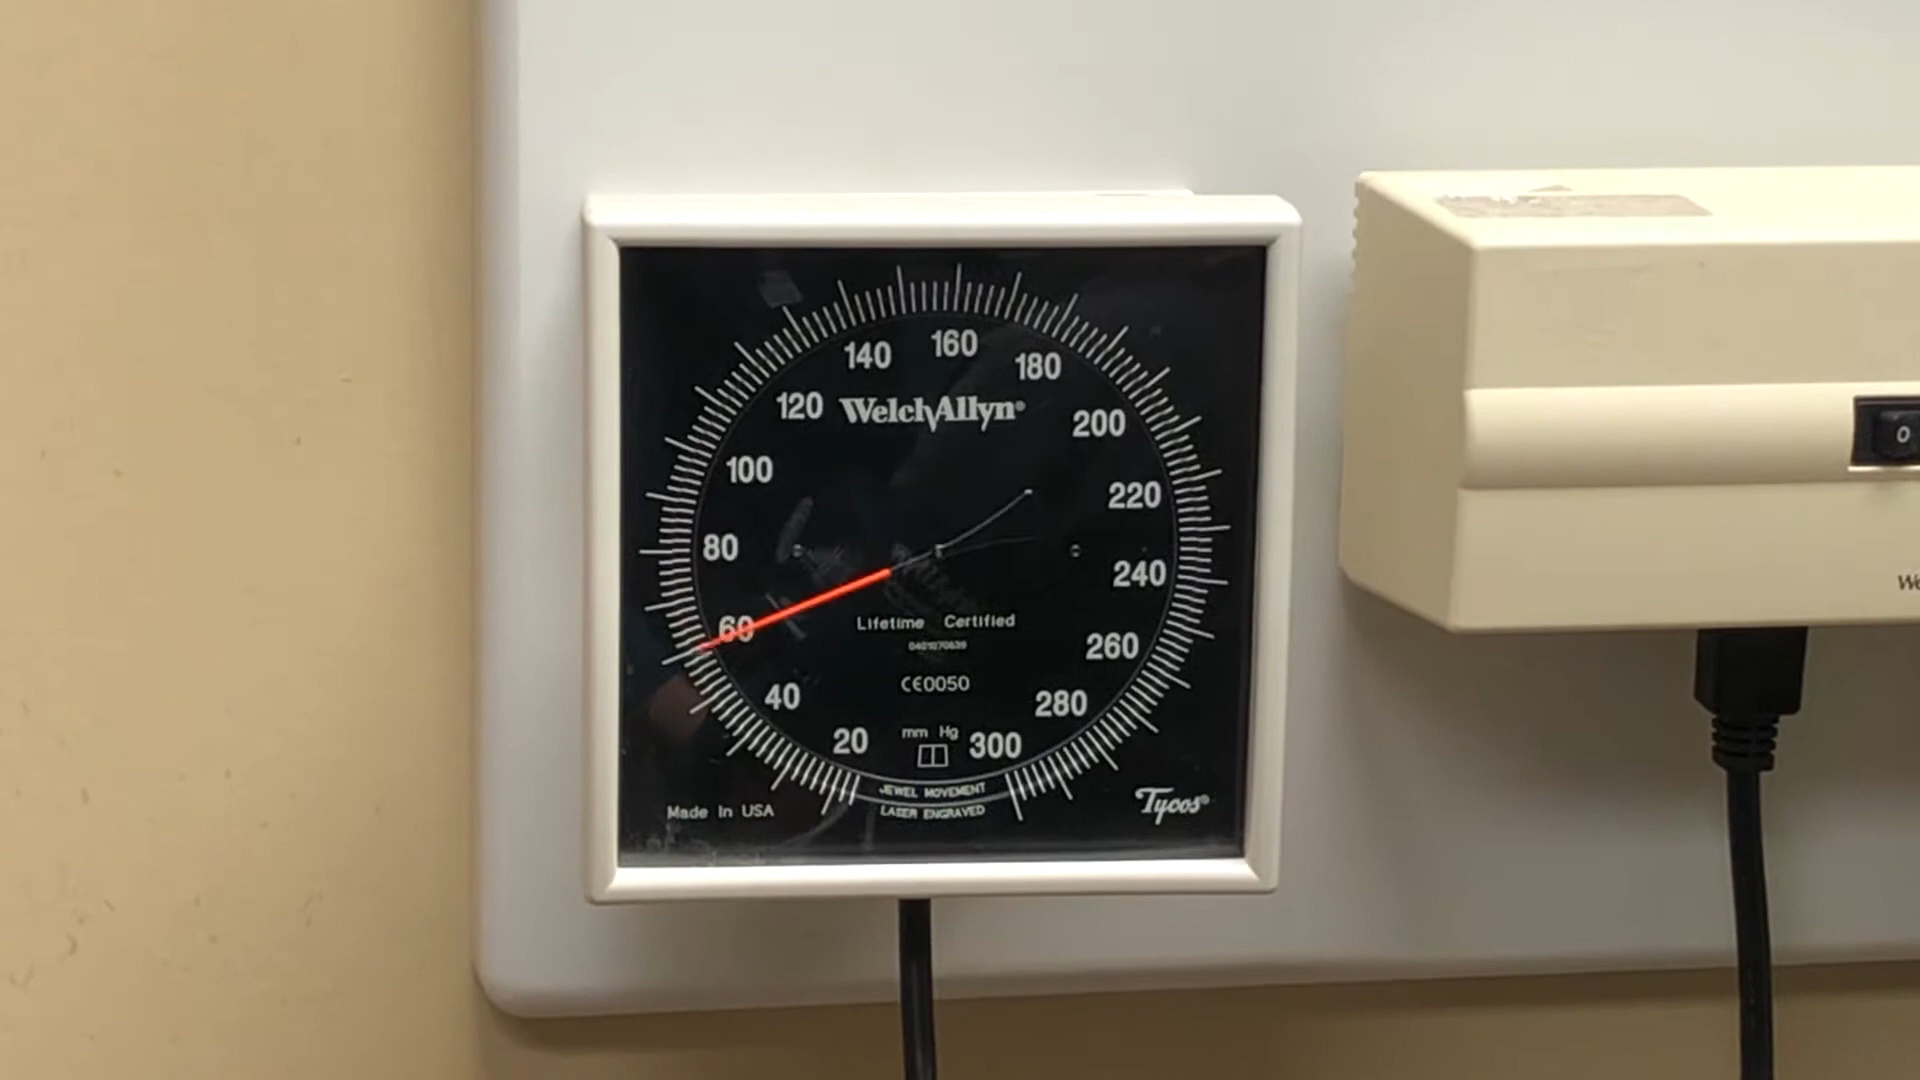 140 160 180
120 WelchAllyn® 200
100 220
80 240
60 Lifetime Certified 260
CE0050
40 280
20 mm Hg 300
JEWEL MOVEMENT
LASER ENGRAVED
Made In USA Tycos®
0